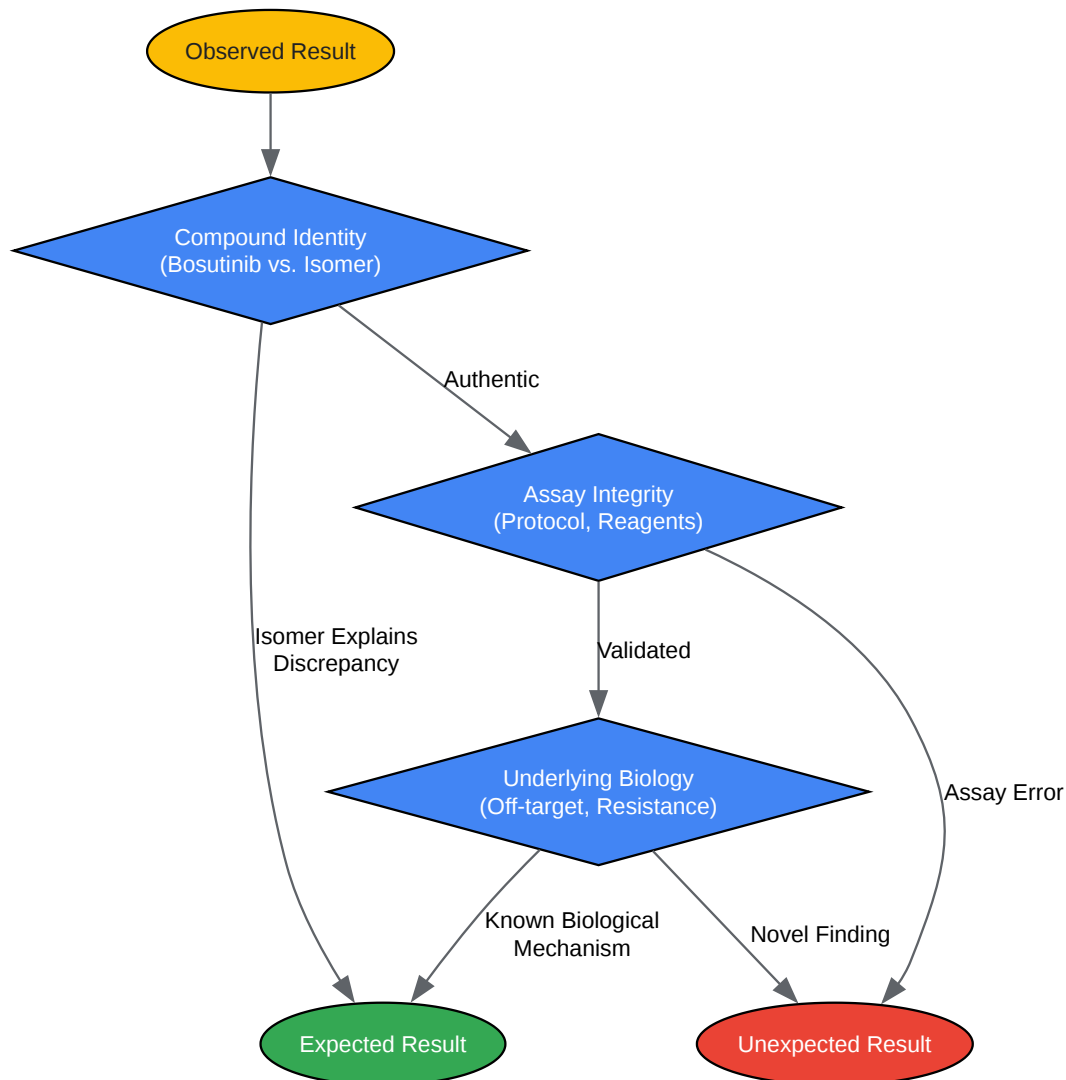 Observed Result
Compound Identity
(Bosutinib vs. Isomer)
Authentic
Assay Integrity
(Protocol, Reagents)
Isomer Explains
Discrepancy
Validated
Underlying Biology
(Off-target, Resistance)
Assay Error
Known Biological
Mechanism
Novel Finding
Expected Result
Unexpected Result